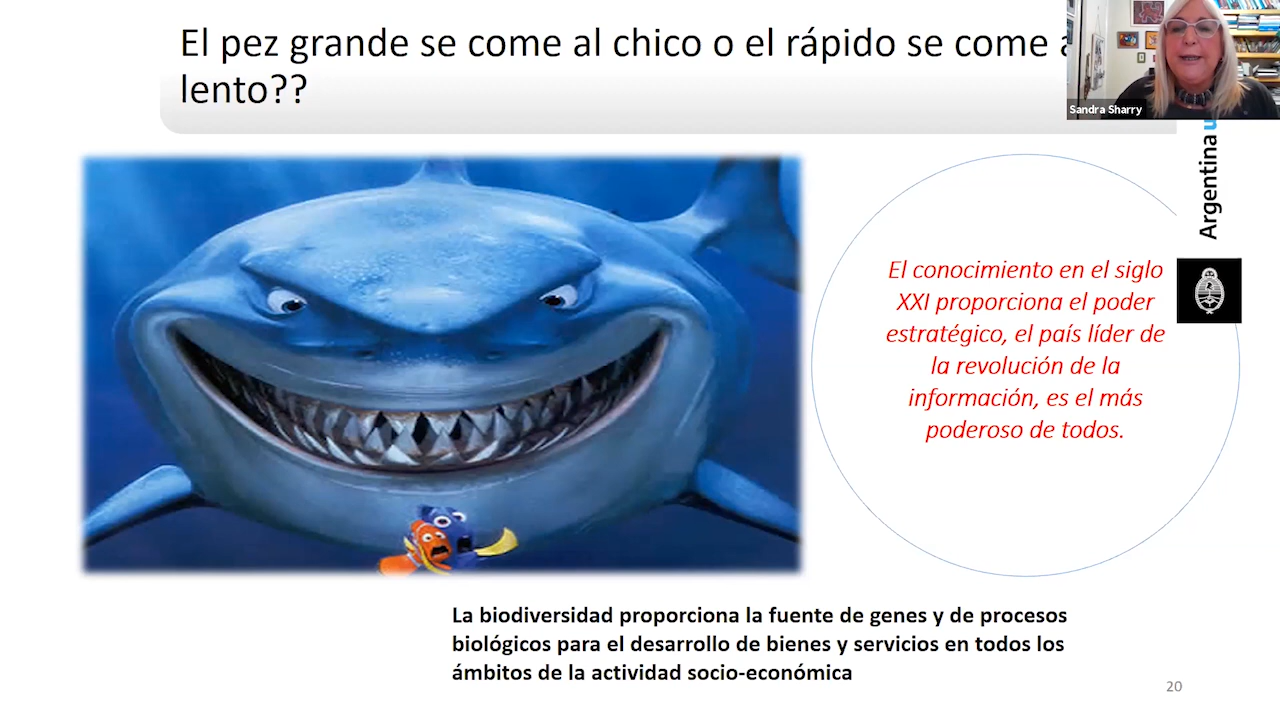 El pez grande se come al chico o el rápido se come
lento??
Sandra Sharry
Argentina
El conocimiento en el siglo
XXI proporciona el poder
estratégico, el país líder de
la revolución de la
información, es el más
poderoso de todos.
La biodiversidad proporciona la fuente de genes y de procesos
biológicos para el desarrollo de bienes y servicios en todos los
ámbitos de la actividad socio-económica
20